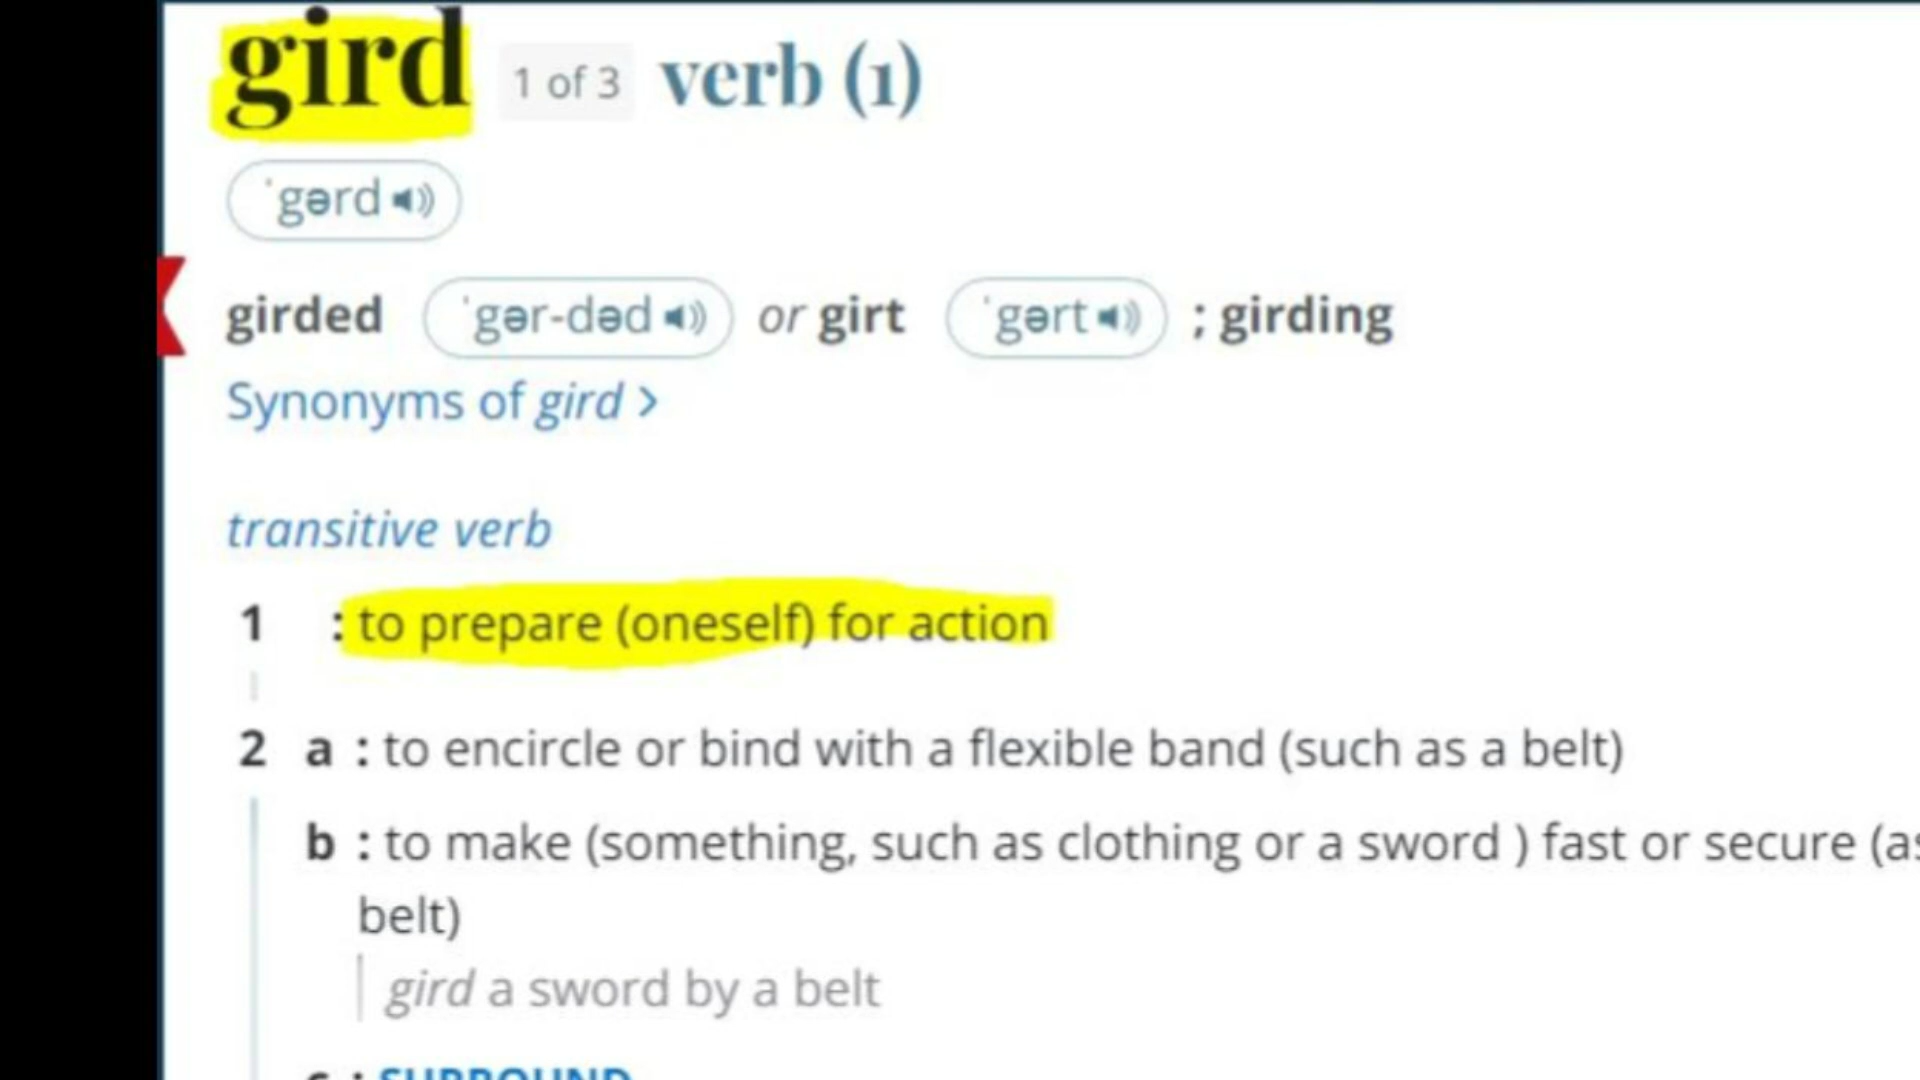 gird 1 of 3 verb (1)
ˈgərd
girded ˈgər-dəd or girt ˈgərt ; girding
Synonyms of gird >
transitive verb
1 : to prepare (oneself) for action
2 a : to encircle or bind with a flexible band (such as a belt)
b : to make (something, such as clothing or a sword ) fast or secure (as
belt)
gird a sword by a belt
c : SURROUND